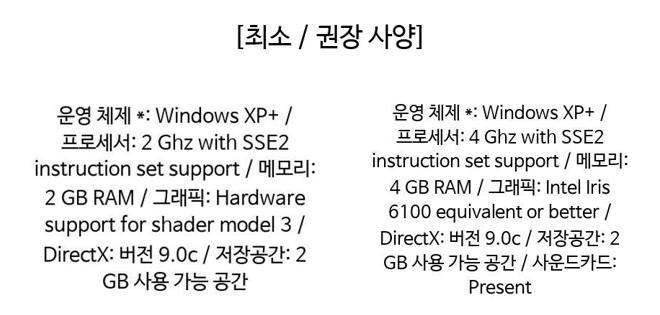 [최소 / 권장 사양]
운영 체제 *: Windows XP+ /
프로세서: 2 Ghz with SSE2
instruction set support / 메모리:
2 GB RAM / 그래픽: Hardware
support for shader model 3 /
DirectX: 버전 9.0c / 저장공간: 2
GB 사용 가능 공간
운영 체제 *: Windows XP+ /
프로세서: 4 Ghz with SSE2
instruction set support / 메모리:
4 GB RAM / 그래픽: Intel Iris
6100 equivalent or better /
DirectX: 버전 9.0c / 저장공간: 2
GB 사용 가능 공간 / 사운드카드:
Present